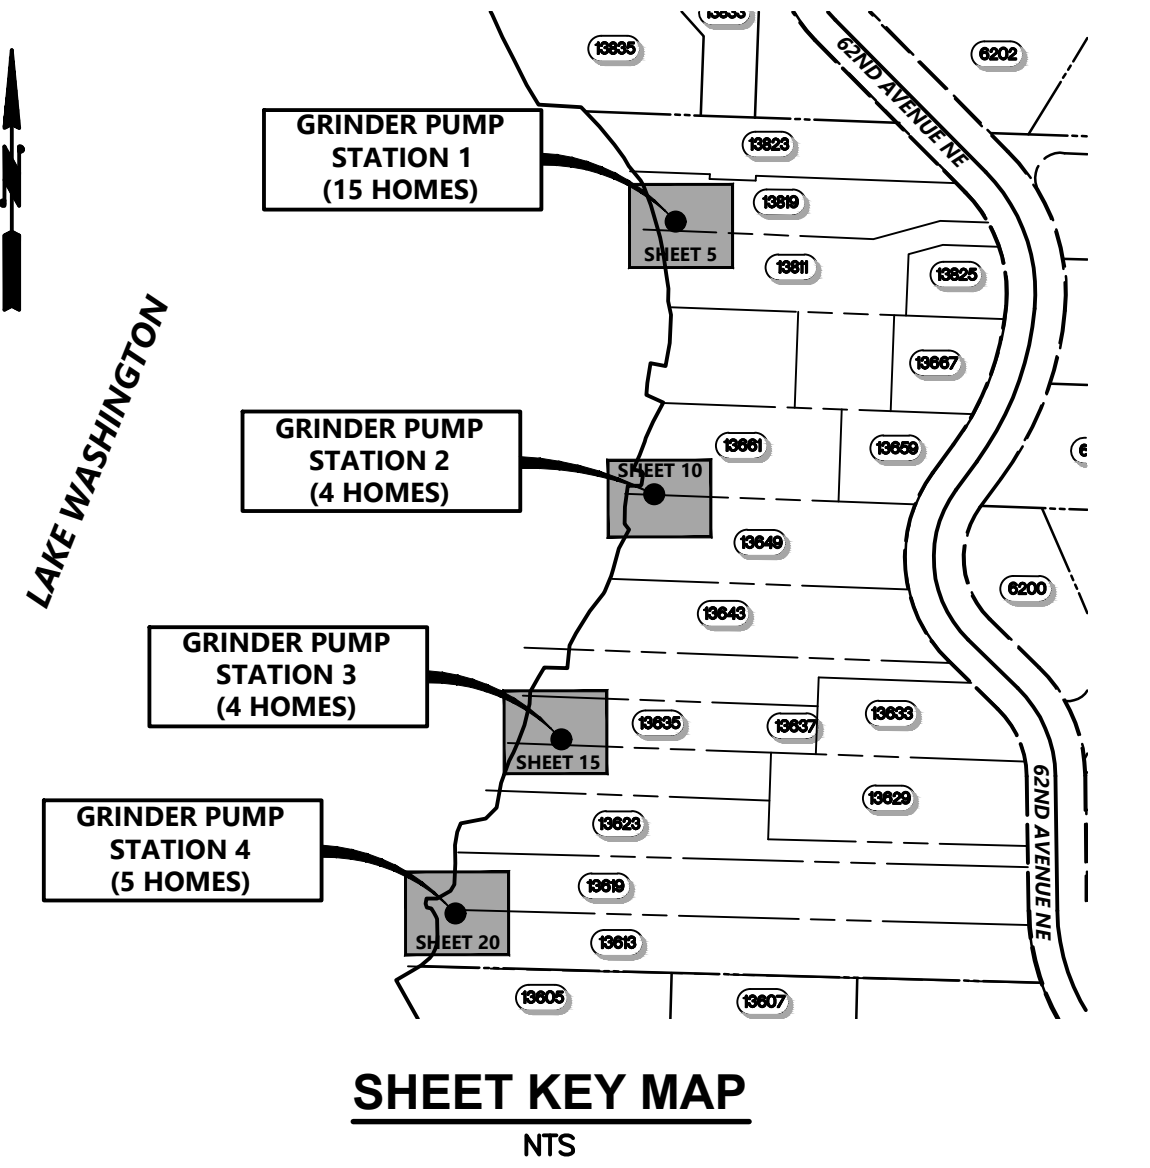 13833
13835
62ND AVENUE NE
6202
GRINDER PUMP
STATION 1
(15 HOMES)
13823
13819
SHEET 5
13811
13825
N
LAKE WASHINGTON
13667
GRINDER PUMP
STATION 2
(4 HOMES)
13661
13659
SHEET 10
13649
6200
13643
GRINDER PUMP
STATION 3
(4 HOMES)
13635
13637
13633
SHEET 15
62ND AVENUE NE
13629
GRINDER PUMP
STATION 4
(5 HOMES)
13623
13619
SHEET 20
13613
13605
13607
SHEET KEY MAP
NTS